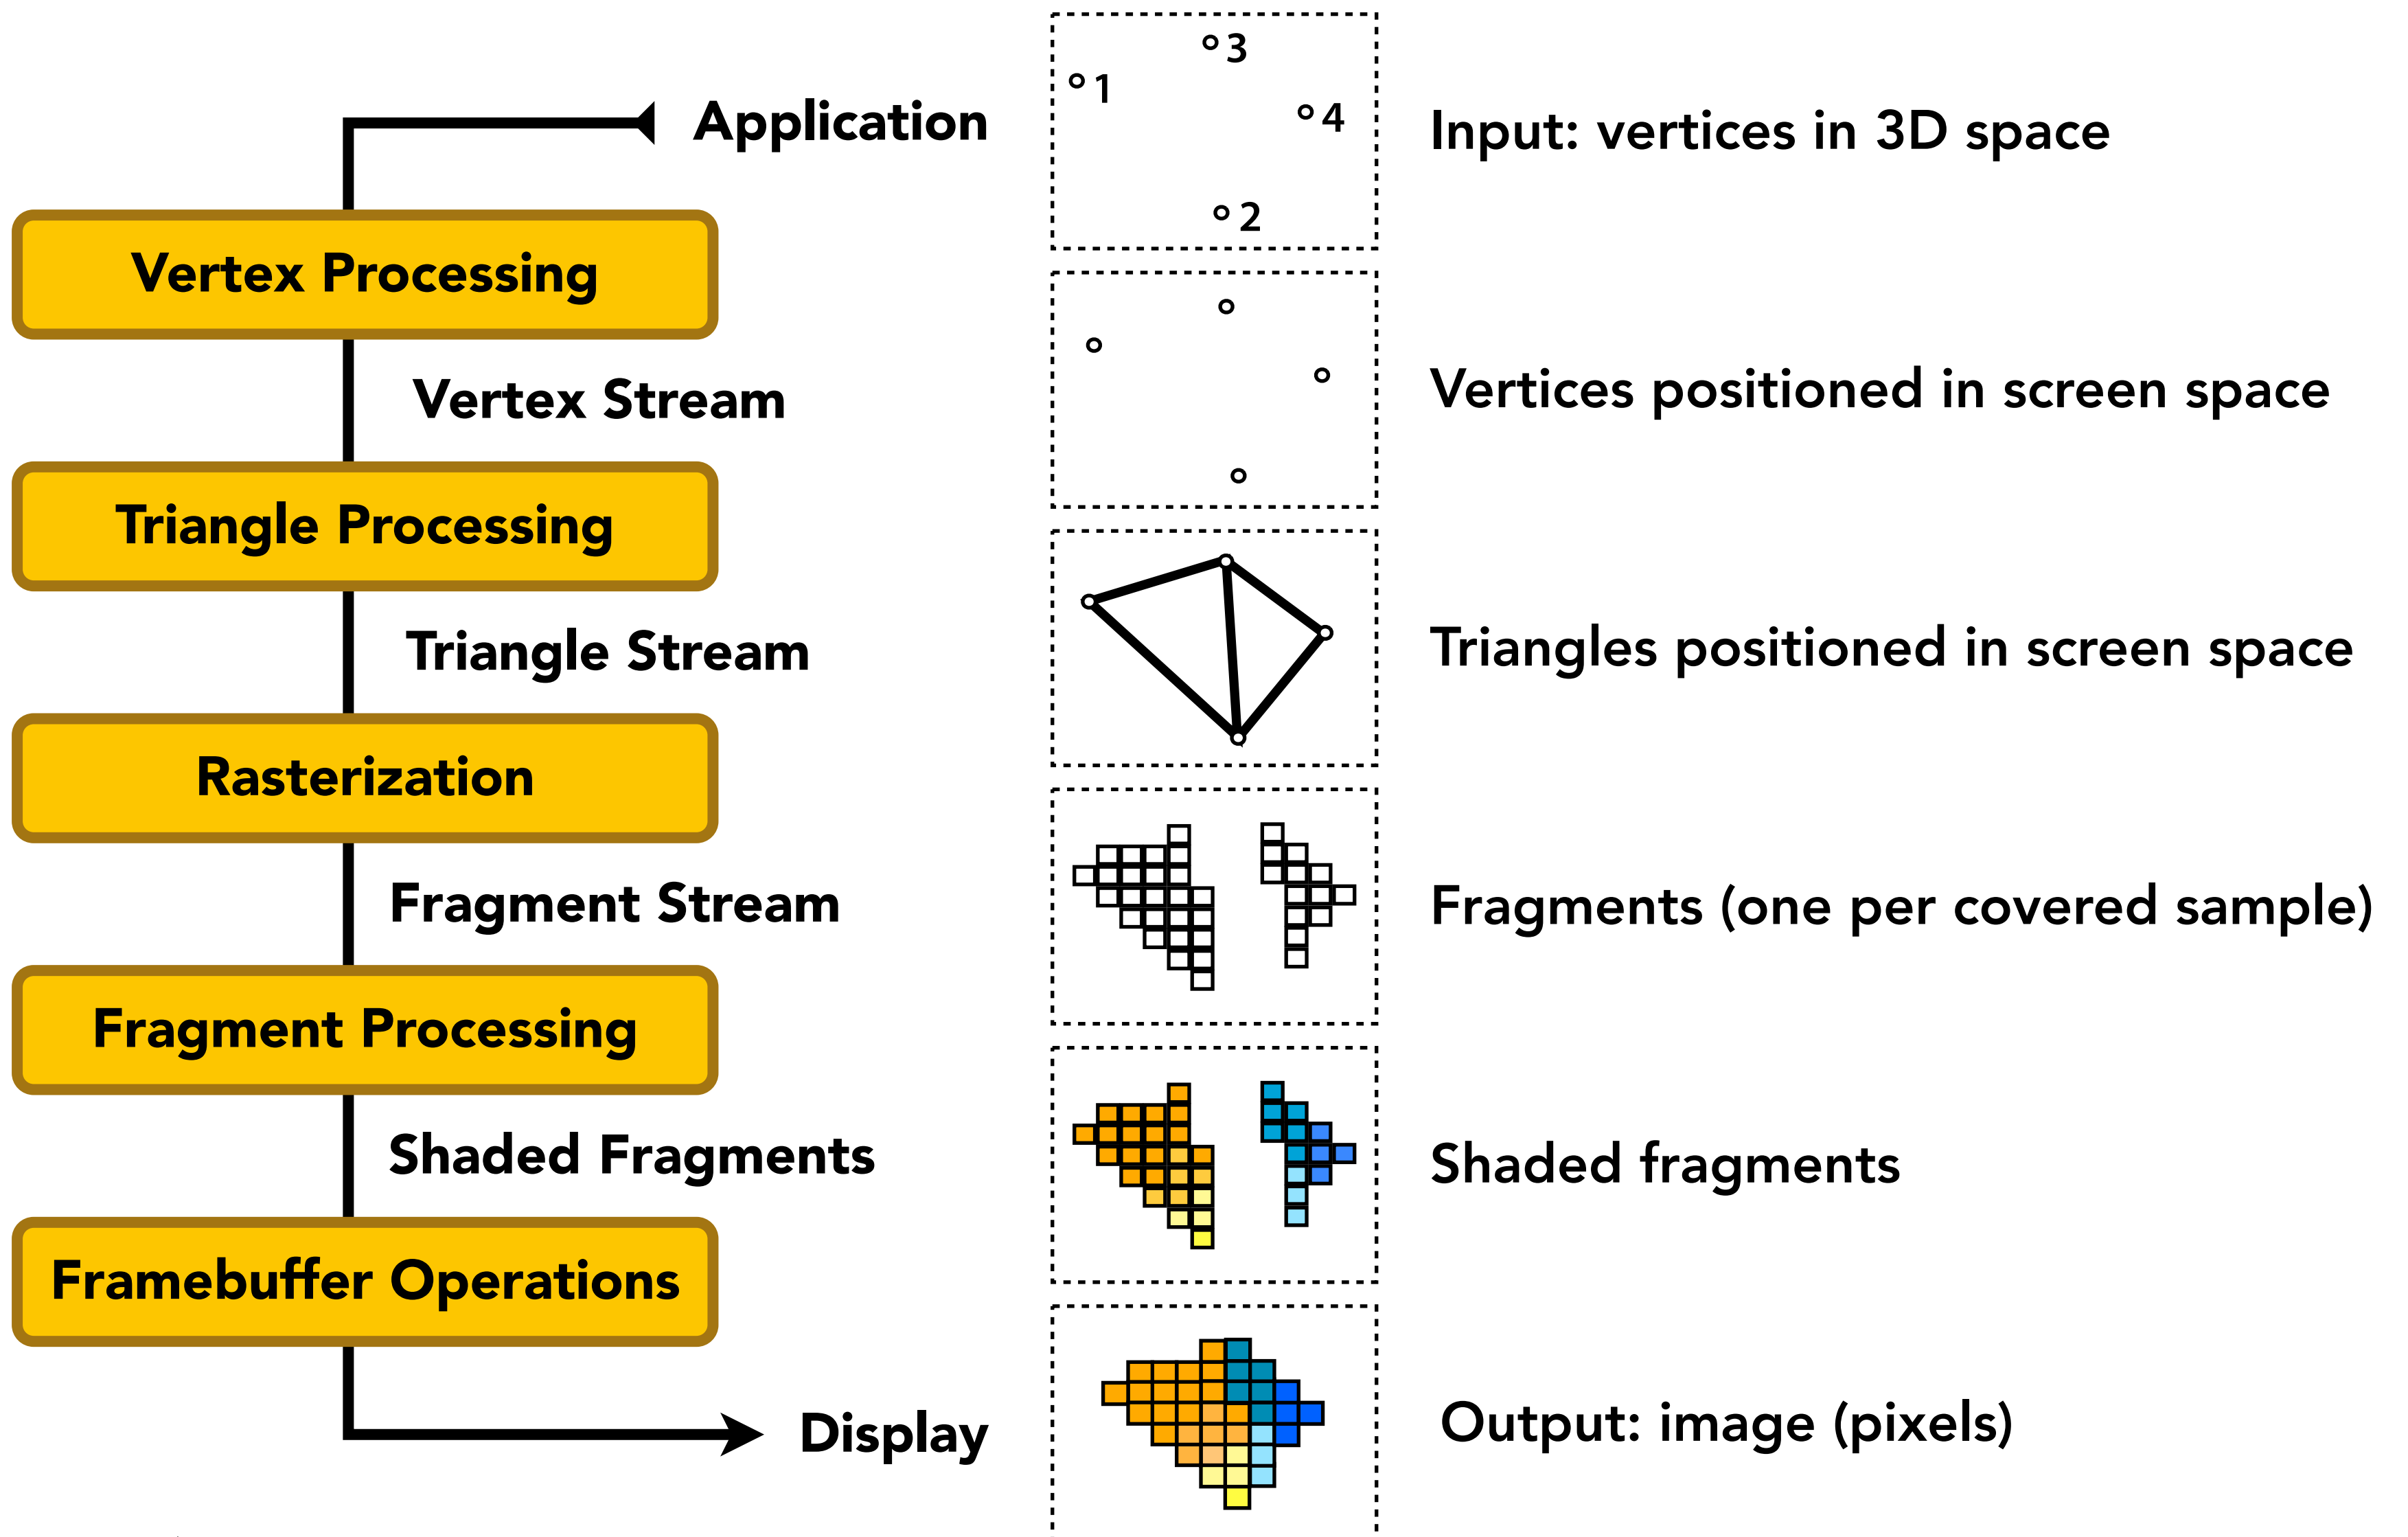 Application
Vertex Processing
Vertex Stream
Triangle Processing
Triangle Stream
Rasterization
Fragment Stream
Fragment Processing
Shaded Fragments
Framebuffer Operations
Display
3
1
4
2
Input: vertices in 3D space
Vertices positioned in screen space
Triangles positioned in screen space
Fragments (one per covered sample)
Shaded fragments
Output: image (pixels)